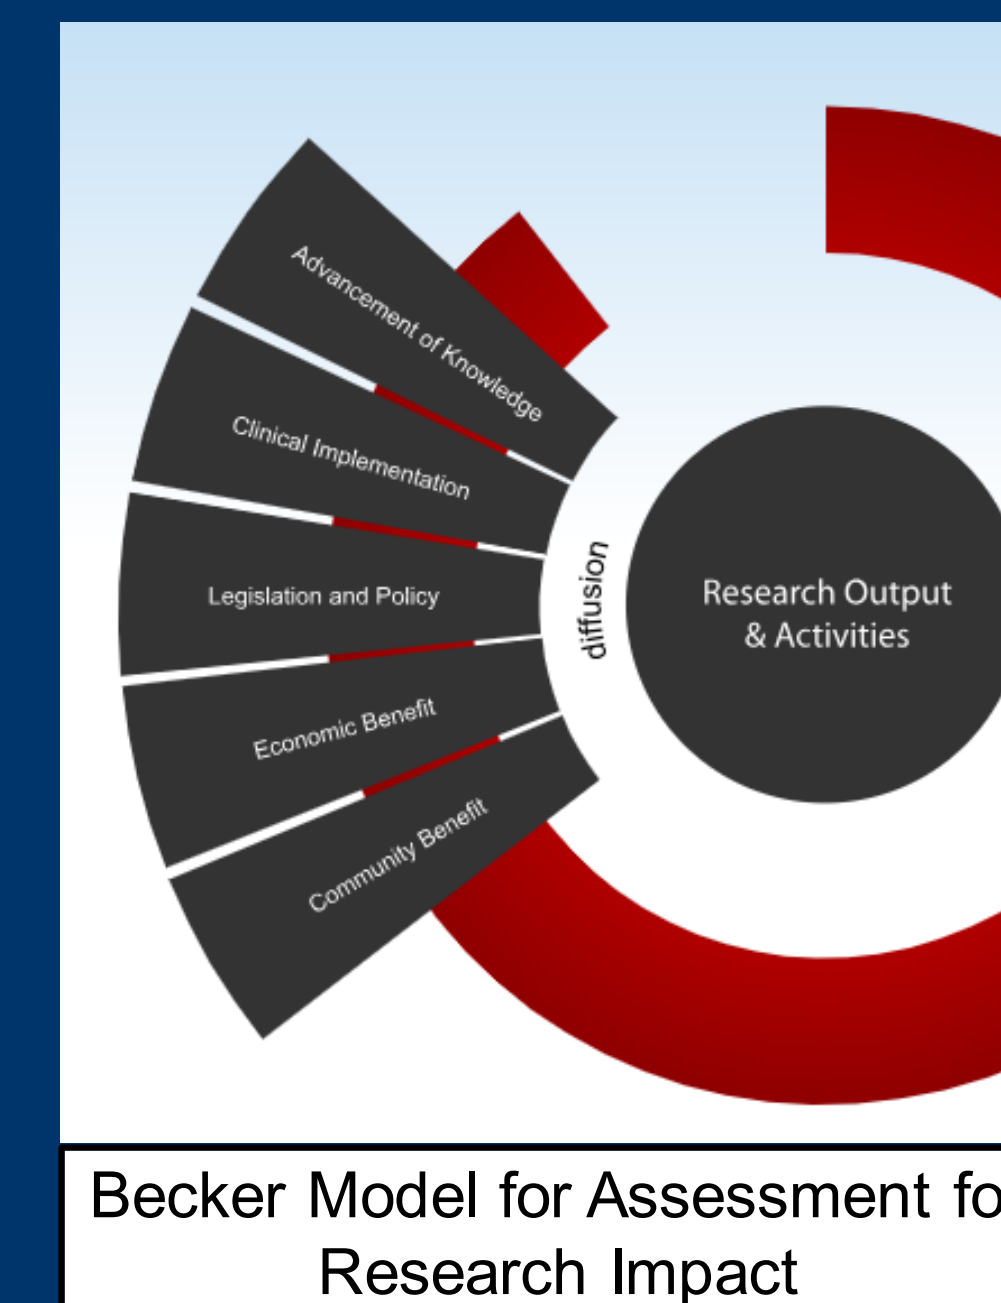 Advancement of Knowledge
Clinical Implementation
Legislation and Policy
Economic Benefit
Community Benefit
diffusion
Research Output
& Activities
Becker Model for Assessment fo
Research Impact